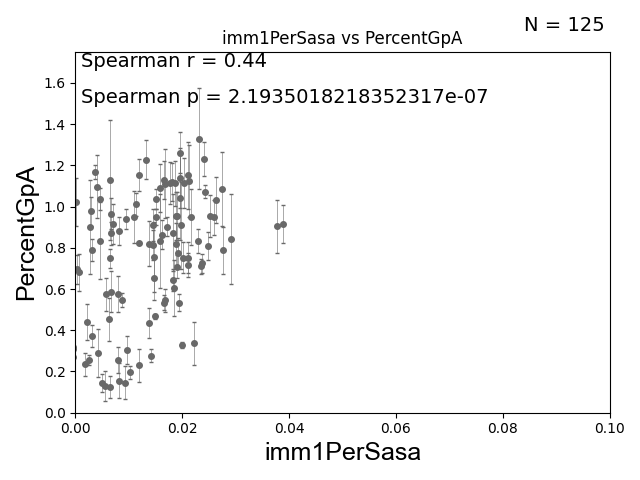 N = 125
imm1PerSasa vs PercentGpA
Spearman r = 0.44
Spearman p = 2.1935018218352317e-07
PercentGpA
1.6
1.4
1.2
1.0
0.8
0.6
0.4
0.2
0.0
0.00 0.02 0.04 0.06 0.08 0.10
imm1PerSasa